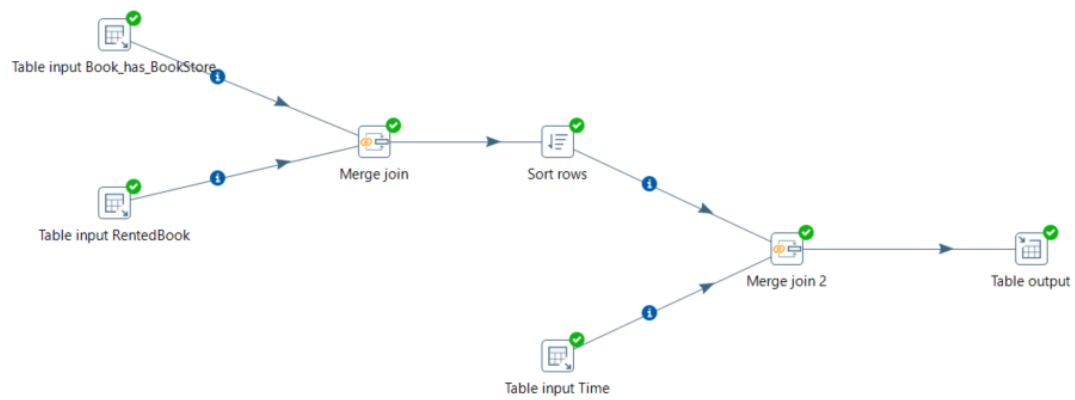 Table input Book_has_BookStore
Merge join
Sort rows
Table input RentedBook
Merge join 2
Table output
Table input Time